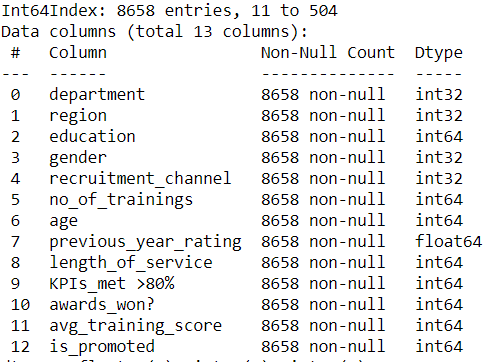 Int64Index: 8658 entries, 11 to 504
Data columns (total 13 columns):
 #   Column                Non-Null Count  Dtype
---  ------                --------------  -----
 0   department            8658 non-null   int32
 1   region                8658 non-null   int32
 2   education             8658 non-null   int64
 3   gender                8658 non-null   int32
 4   recruitment_channel   8658 non-null   int32
 5   no_of_trainings       8658 non-null   int64
 6   age                   8658 non-null   int64
 7   previous_year_rating  8658 non-null   float64
 8   length_of_service     8658 non-null   int64
 9   KPIs_met >80%         8658 non-null   int64
 10  awards_won?           8658 non-null   int64
 11  avg_training_score    8658 non-null   int64
 12  is_promoted           8658 non-null   int64